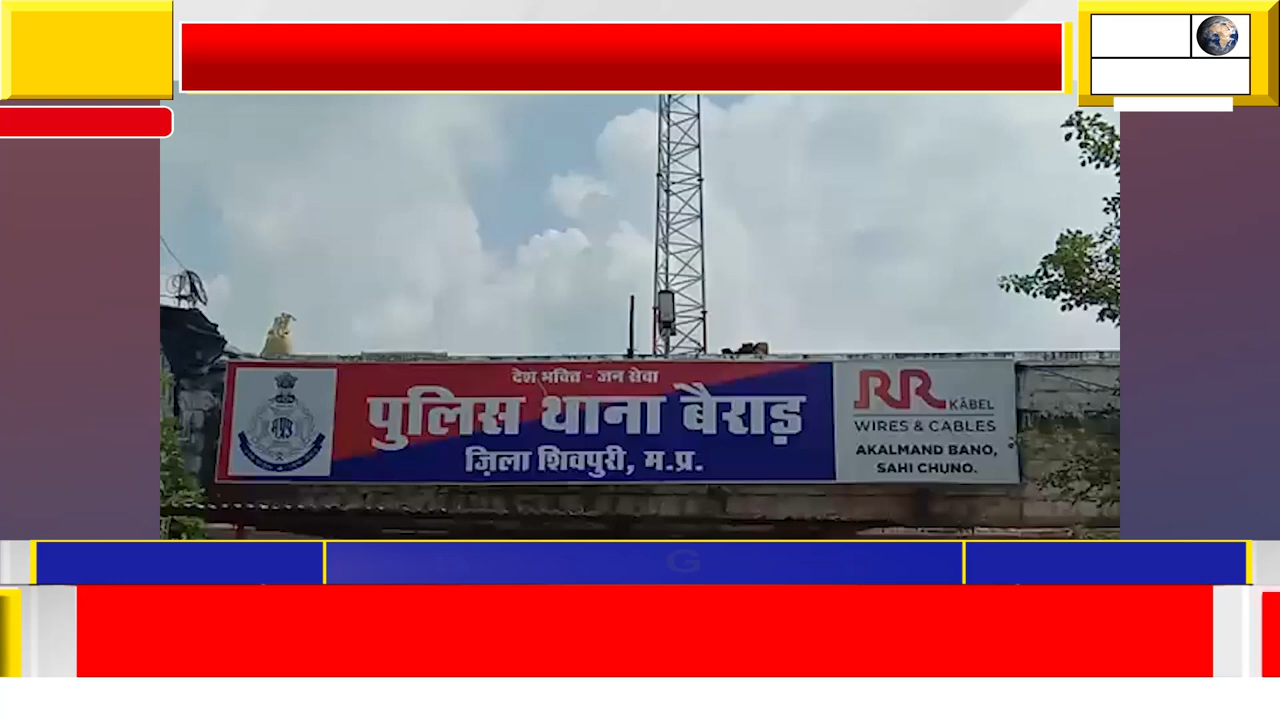 देश भक्ति - जन सेवा
पुलिस थाना बैराड़
ज़िला शिवपुरी, म.प्र.
RR KABEL
WIRES & CABLES
AKALMAND BANO,
SAHI CHUNO.
G